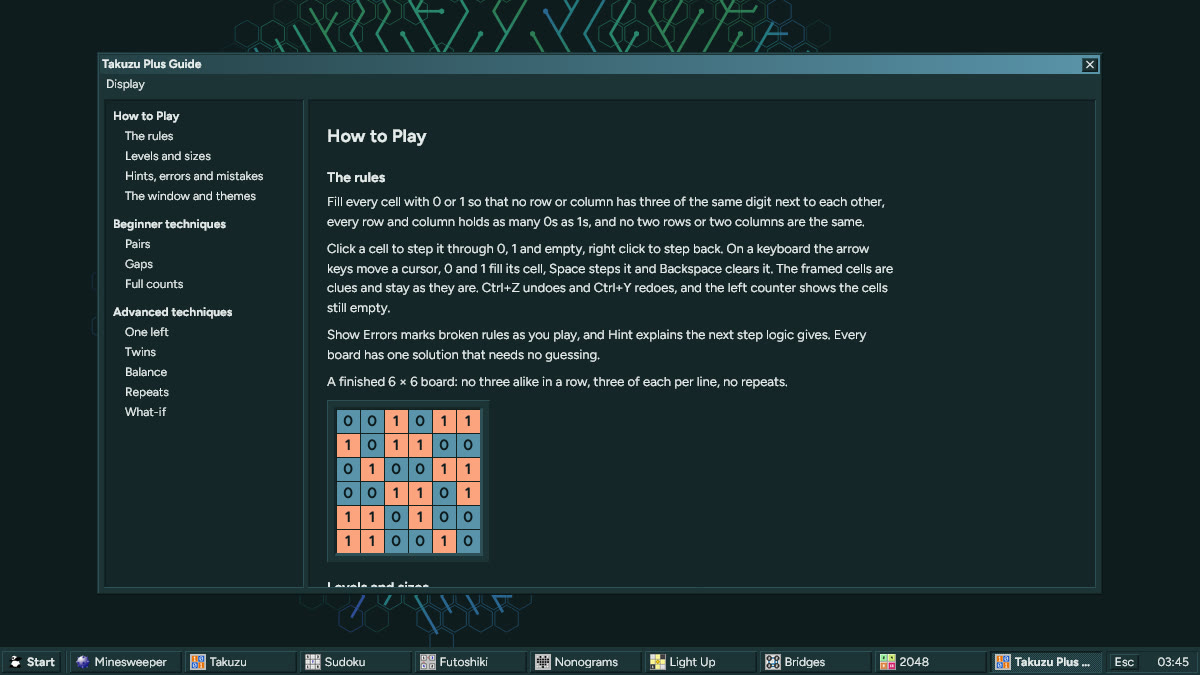 Takuzu Plus Guide
Display
How to Play
The rules
Levels and sizes
Hints, errors and mistakes
The window and themes
Beginner techniques
Pairs
Gaps
Full counts
Advanced techniques
One left
Twins
Balance
Repeats
What-if
How to Play
The rules
Fill every cell with 0 or 1 so that no row or column has three of the same digit next to each other,
every row and column holds as many 0s as 1s, and no two rows or two columns are the same.
Click a cell to step it through 0, 1 and empty, right click to step back. On a keyboard the arrow
keys move a cursor, 0 and 1 fill its cell, Space steps it and Backspace clears it. The framed cells are
clues and stay as they are. Ctrl+Z undoes and Ctrl+Y redoes, and the left counter shows the cells
still empty.
Show Errors marks broken rules as you play, and Hint explains the next step logic gives. Every
board has one solution that needs no guessing.
A finished 6 × 6 board: no three alike in a row, three of each per line, no repeats.
0 0 1 0 1 1
1 0 1 1 0 0
0 1 0 0 1 1
0 0 1 1 0 1
1 1 0 1 0 0
1 1 0 0 1 0
Levels and sizes
Start Minesweeper Takuzu Sudoku Futoshiki Nonograms Light Up Bridges 2048 Takuzu Plus ... Esc 03:45